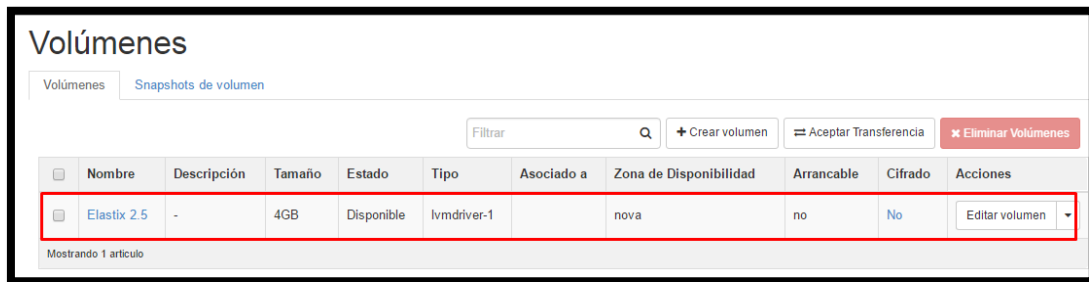 Volúmenes
Volúmenes Snapshots de volumen
Filtrar + Crear volumen ⇄ Aceptar Transferencia ✖ Eliminar Volúmenes
Nombre Descripción Tamaño Estado Tipo Asociado a Zona de Disponibilidad Arrancable Cifrado Acciones
Elastix 2.5 - 4GB Disponible lvmdriver-1 nova no No Editar volumen
Mostrando 1 articulo